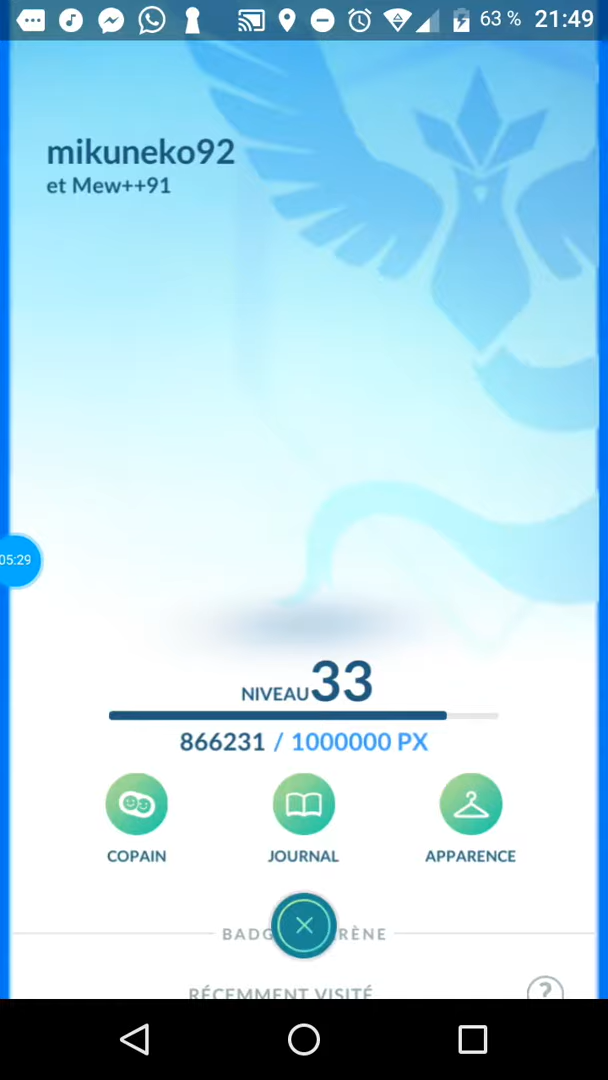 63 % 21:49
mikuneko92
et Mew++91
05:29
NIVEAU 33
866231 / 1000000 PX
COPAIN JOURNAL APPARENCE
BADG RÈNE
RÉCEMMENT VISITÉ ?